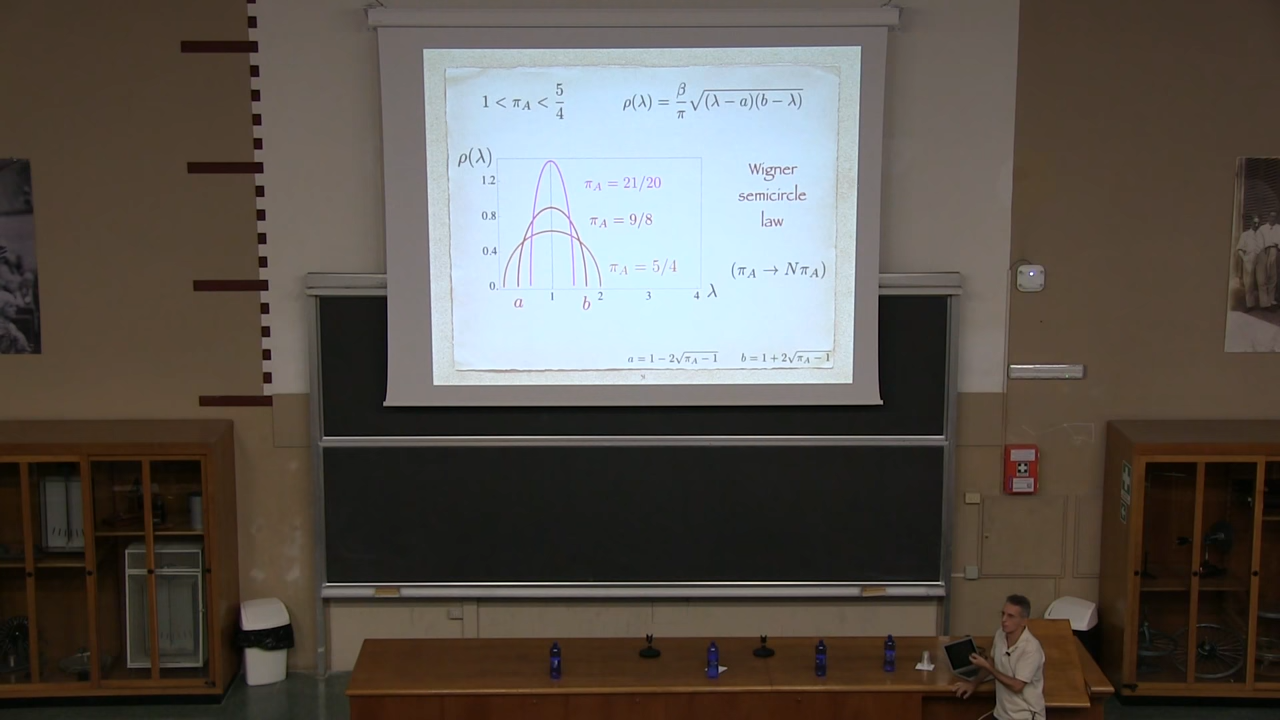 1 < π_A < 5/4
ρ(λ) = β/π √(λ − a)(b − λ)
ρ(λ)
1.2
0.8
0.4
0
π_A = 21/20
π_A = 9/8
π_A = 5/4
a
1
b
2
3
4
λ
Wigner
semicircle
law
(π_A → Nπ_A)
a = 1 − 2√π_A − 1
b = 1 + 2√π_A − 1